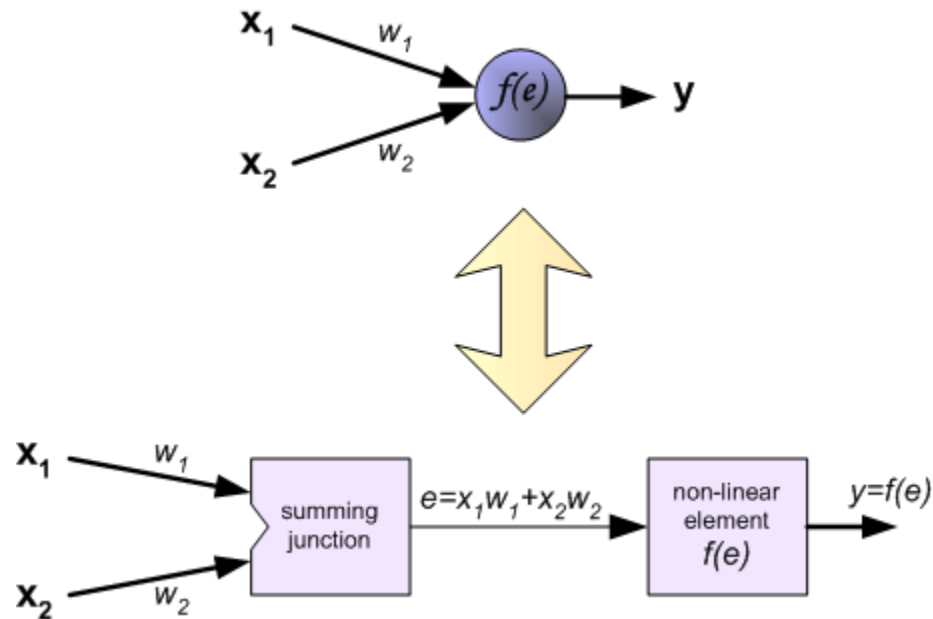 x₁
w₁
f(e)
y
x₂
w₂
x₁
w₁
summing
junction
e=x₁w₁+x₂w₂
non-linear
element
f(e)
y=f(e)
x₂
w₂